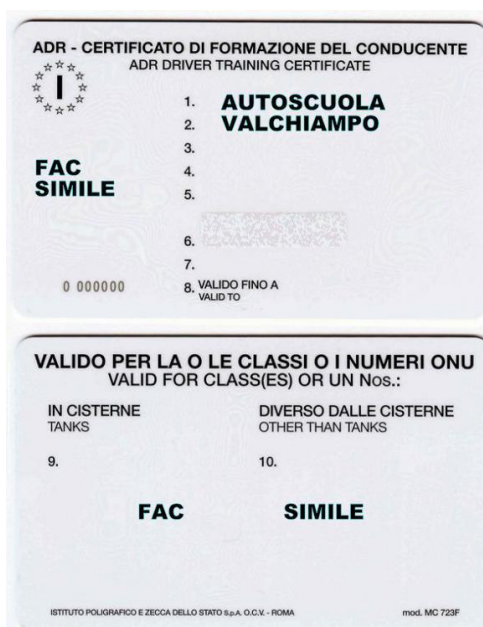 ADR - CERTIFICATO DI FORMAZIONE DEL CONDUCENTE
ADR DRIVER TRAINING CERTIFICATE
I
1. AUTOSCUOLA
2. VALCHIAMPO
3.
FAC
4.
SIMILE
5.
6.
7.
0 000000
8. VALIDO FINO A
VALID TO
VALIDO PER LA O LE CLASSI O I NUMERI ONU
VALID FOR CLASS(ES) OR UN Nos.:
IN CISTERNE
TANKS
DIVERSO DALLE CISTERNE
OTHER THAN TANKS
9.
10.
FAC SIMILE
ISTITUTO POLIGRAFICO E ZECCA DELLO STATO S.p.A. O.C.V. - ROMA
mod. MC 723F